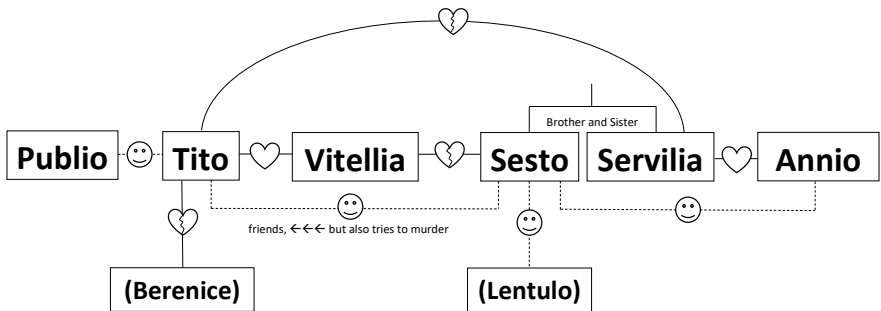 Brother and Sister
Publio
Tito
Vitellia
Sesto
Servilia
Annio
friends, ←←← but also tries to murder
(Berenice)
(Lentulo)